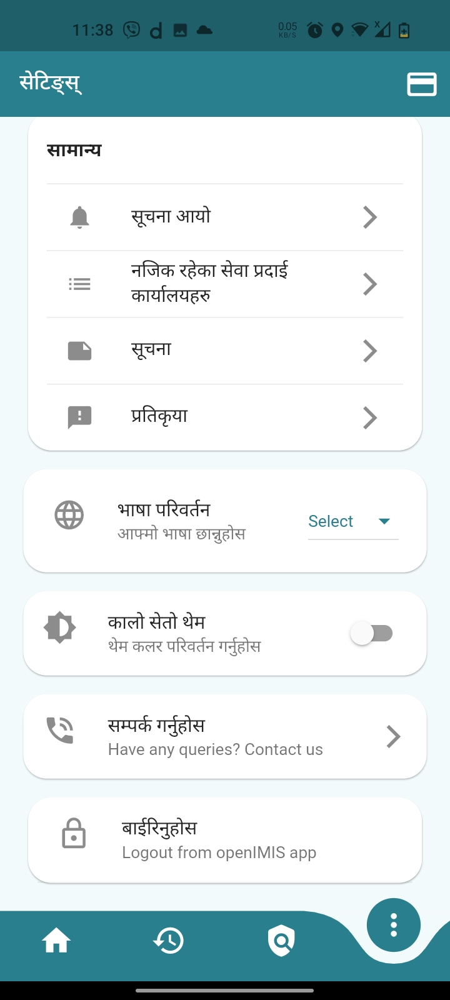 11:38
0.05
KB/S
सेटिङ्स्
सामान्य
सूचना आयो
नजिक रहेका सेवा प्रदाई
कार्यालयहरु
सूचना
प्रतिकृया
भाषा परिवर्तन
आफ्मो भाषा छान्नुहोस
Select
कालो सेतो थेम
थेम कलर परिवर्तन गर्नुहोस
सम्पर्क गर्नुहोस
Have any queries? Contact us
बाईरिनुहोस
Logout from openIMIS app